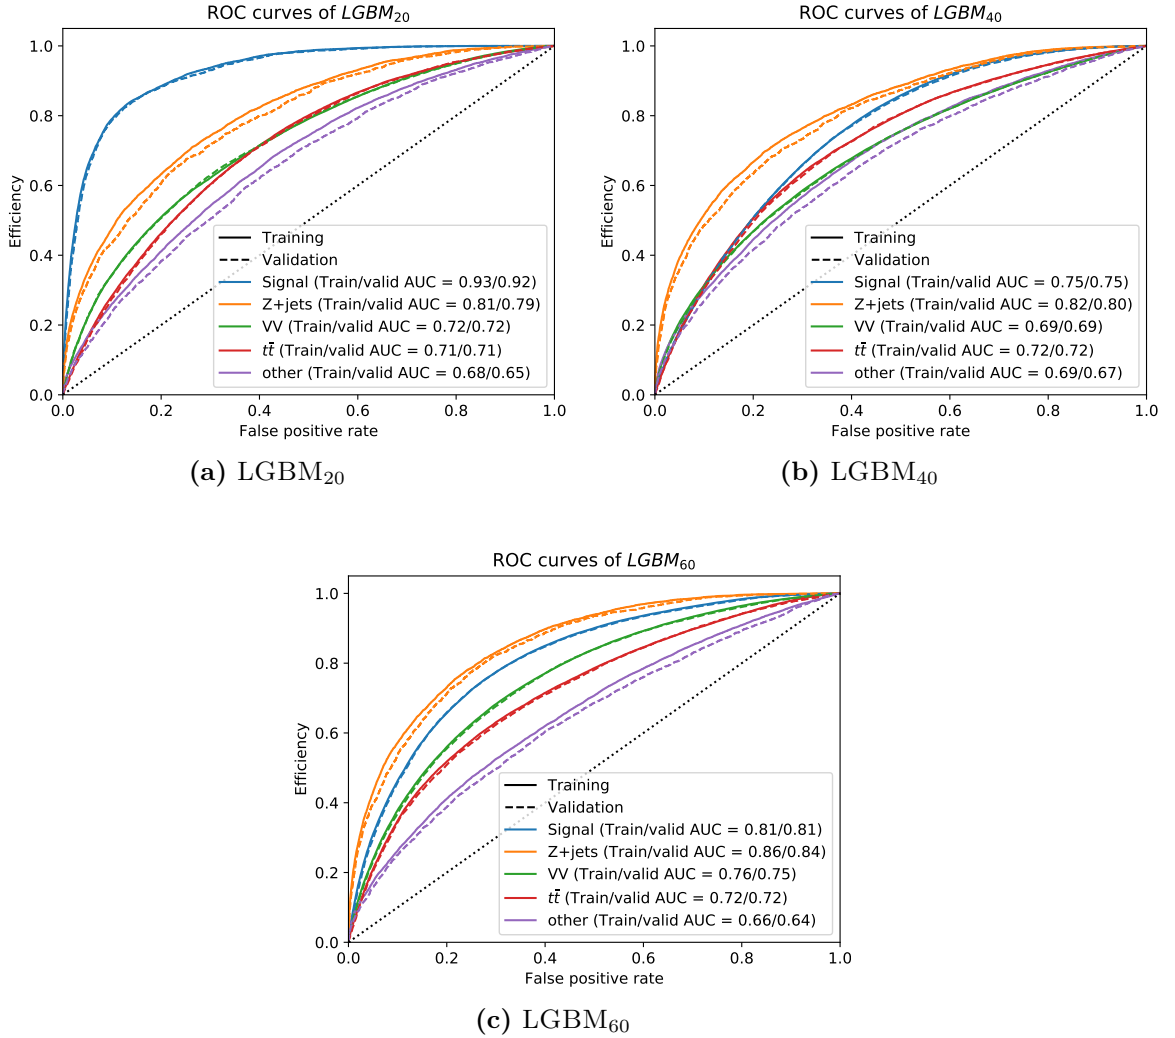 ROC curves of LGBM₂₀
Efficiency
1.0
0.8
0.6
0.4
0.2
0.0
Training
Validation
Signal (Train/valid AUC = 0.93/0.92)
Z+jets (Train/valid AUC = 0.81/0.79)
VV (Train/valid AUC = 0.72/0.72)
tt̄ (Train/valid AUC = 0.71/0.71)
other (Train/valid AUC = 0.68/0.65)
0.0 0.2 0.4 0.6 0.8 1.0
False positive rate
(a) LGBM₂₀
ROC curves of LGBM₄₀
Efficiency
1.0
0.8
0.6
0.4
0.2
0.0
Training
Validation
Signal (Train/valid AUC = 0.75/0.75)
Z+jets (Train/valid AUC = 0.82/0.80)
VV (Train/valid AUC = 0.69/0.69)
tt̄ (Train/valid AUC = 0.72/0.72)
other (Train/valid AUC = 0.69/0.67)
0.0 0.2 0.4 0.6 0.8 1.0
False positive rate
(b) LGBM₄₀
ROC curves of LGBM₆₀
Efficiency
1.0
0.8
0.6
0.4
0.2
0.0
Training
Validation
Signal (Train/valid AUC = 0.81/0.81)
Z+jets (Train/valid AUC = 0.86/0.84)
VV (Train/valid AUC = 0.76/0.75)
tt̄ (Train/valid AUC = 0.72/0.72)
other (Train/valid AUC = 0.66/0.64)
0.0 0.2 0.4 0.6 0.8 1.0
False positive rate
(c) LGBM₆₀